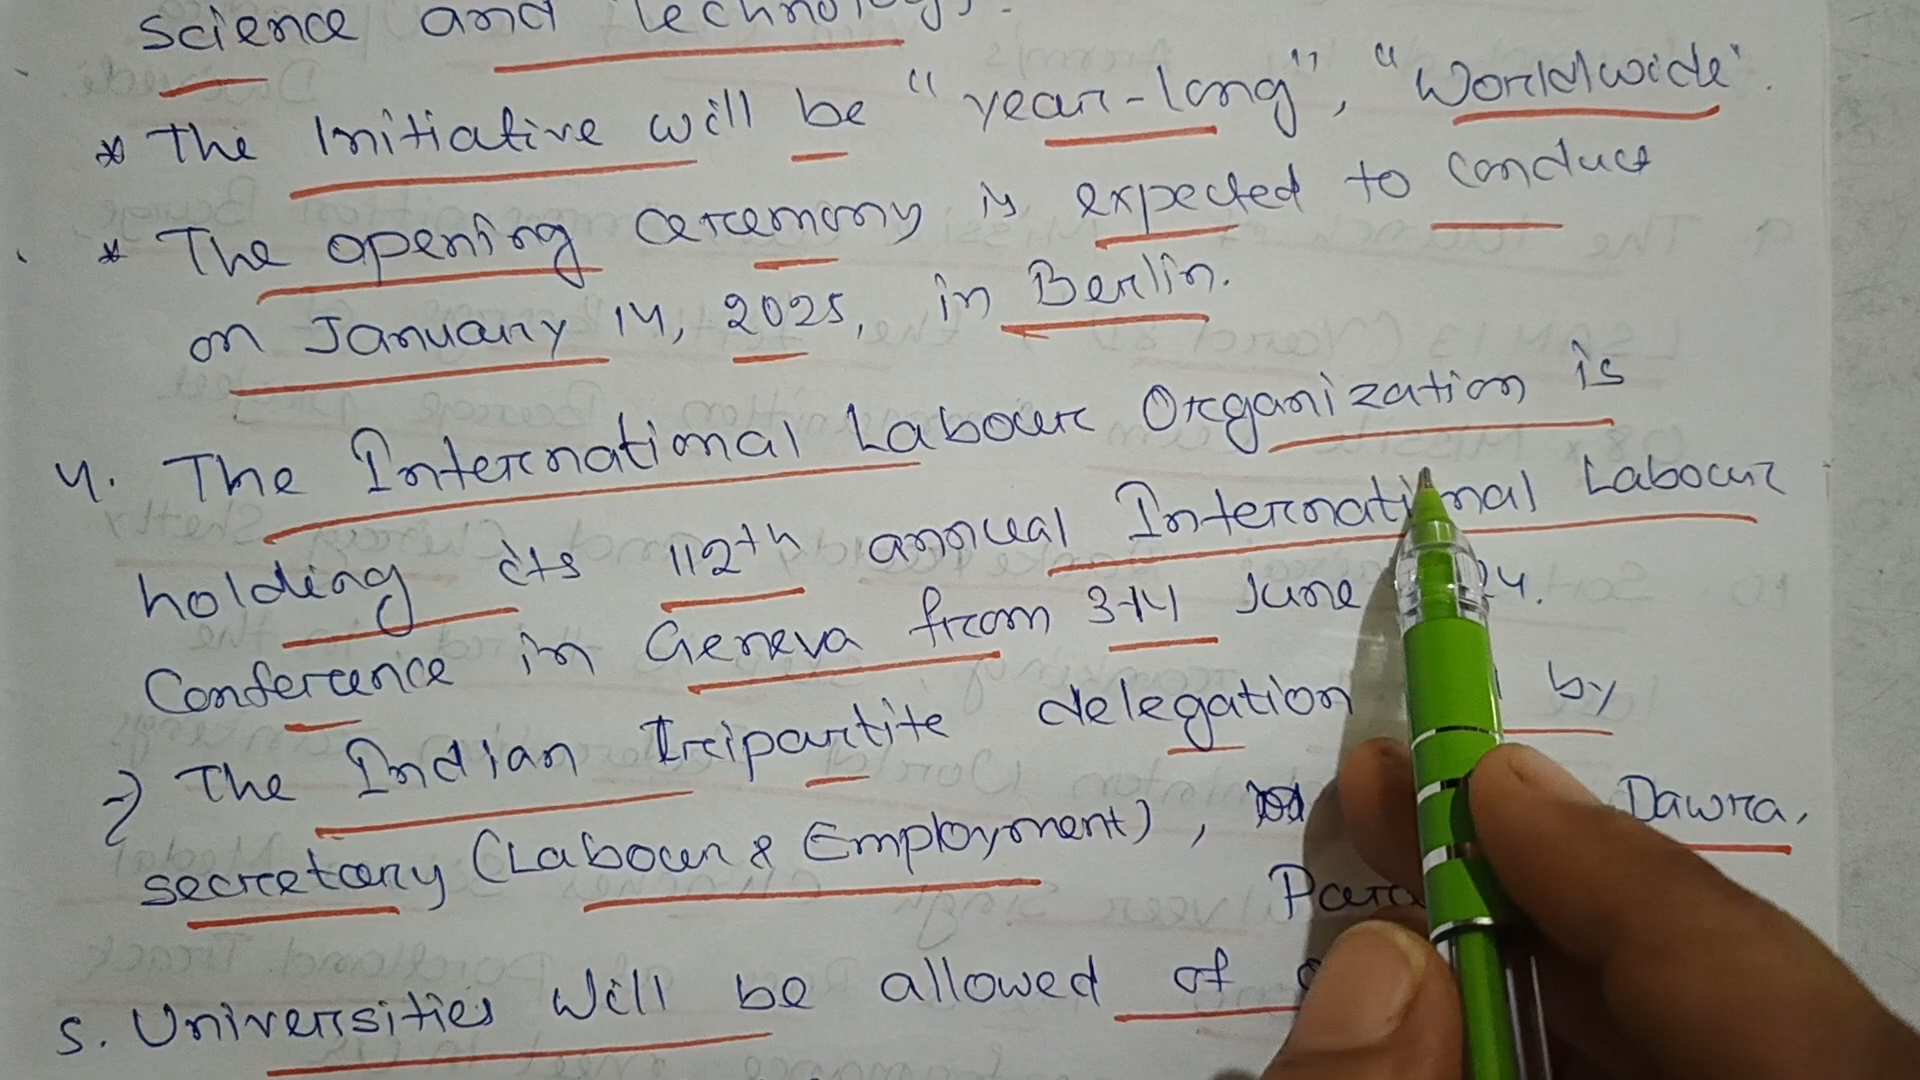 science and technology.
* The Initiative will be "year-long", "Worldwide".
* The opening ceremony is expected to conduct
on January 14, 2025, in Berlin.
4. The International Labour Organization is
holding its 112th annual International Labour
Conference in Geneva from 3-14 June 24.
=) The Indian Tripartite delegation by
secretary (Labour & Employment), Dawra,
5. Universities will be allowed of